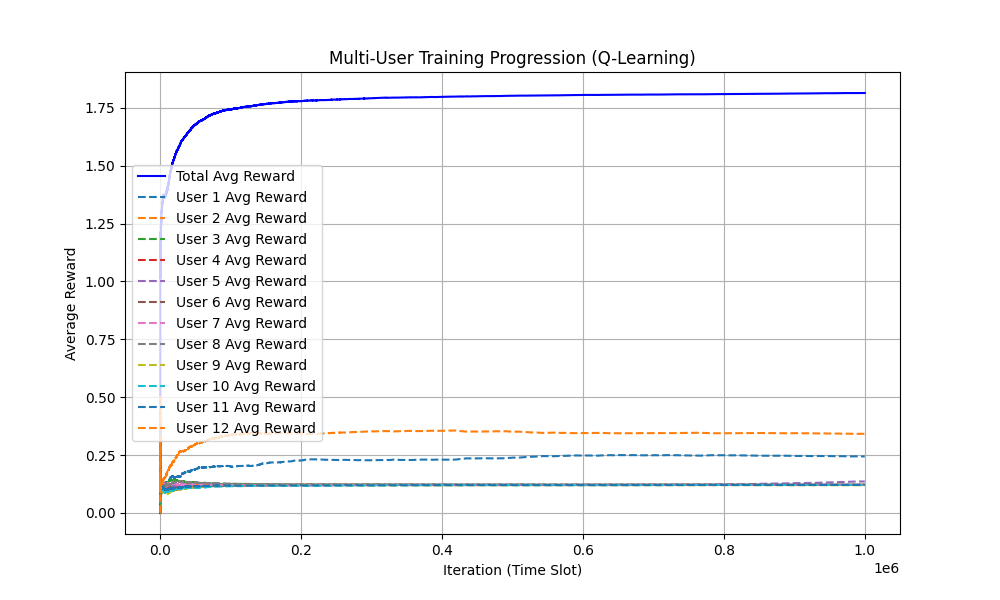 Multi-User Training Progression (Q-Learning)
Average Reward
1.75
1.50
1.25
1.00
0.75
0.50
0.25
0.00
Total Avg Reward
User 1 Avg Reward
User 2 Avg Reward
User 3 Avg Reward
User 4 Avg Reward
User 5 Avg Reward
User 6 Avg Reward
User 7 Avg Reward
User 8 Avg Reward
User 9 Avg Reward
User 10 Avg Reward
User 11 Avg Reward
User 12 Avg Reward
0.0 0.2 0.4 0.6 0.8 1.0
1e6
Iteration (Time Slot)